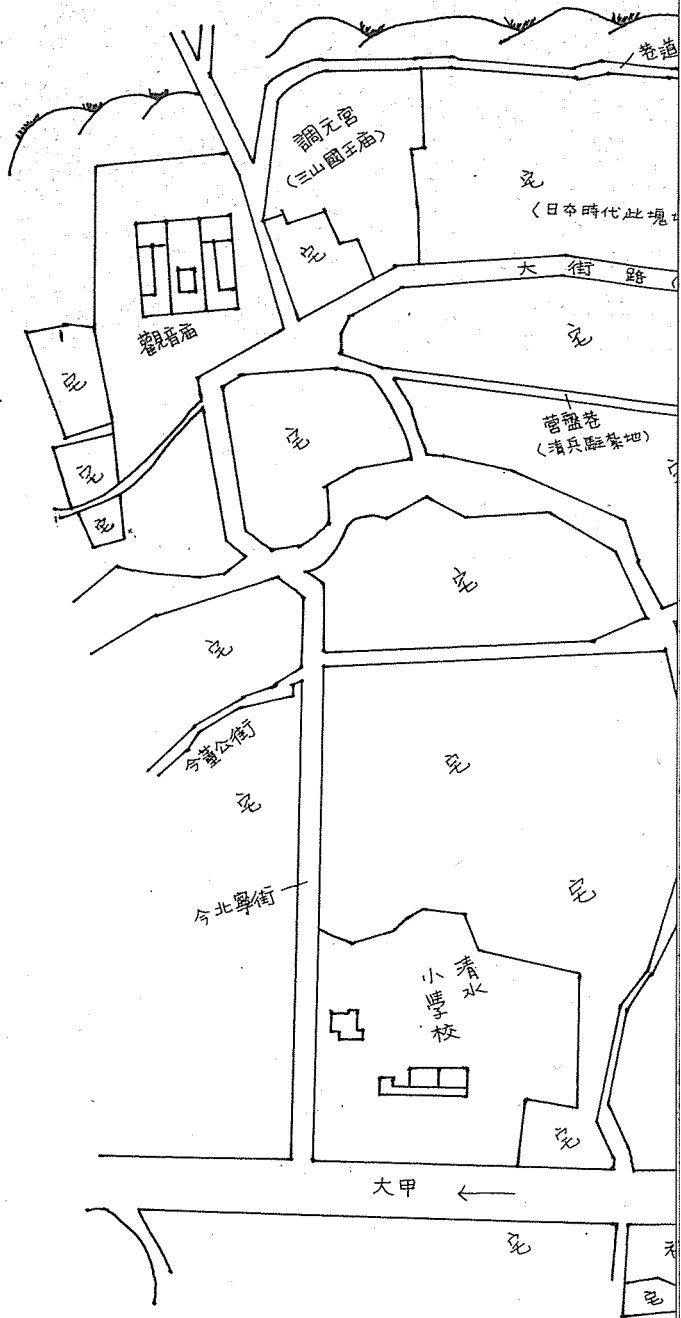 巷道
調元宮
(三山國王庙)
宅
(日本時代此塊
宅
大街路(
觀音庙
宅
宅
營盤巷
(清兵駐紮地)
宅
宅
宅
宅
宅
宅
今董公街
宅
宅
今北寧街
宅
清水
小學校
宅
大甲 ←
宅
宅